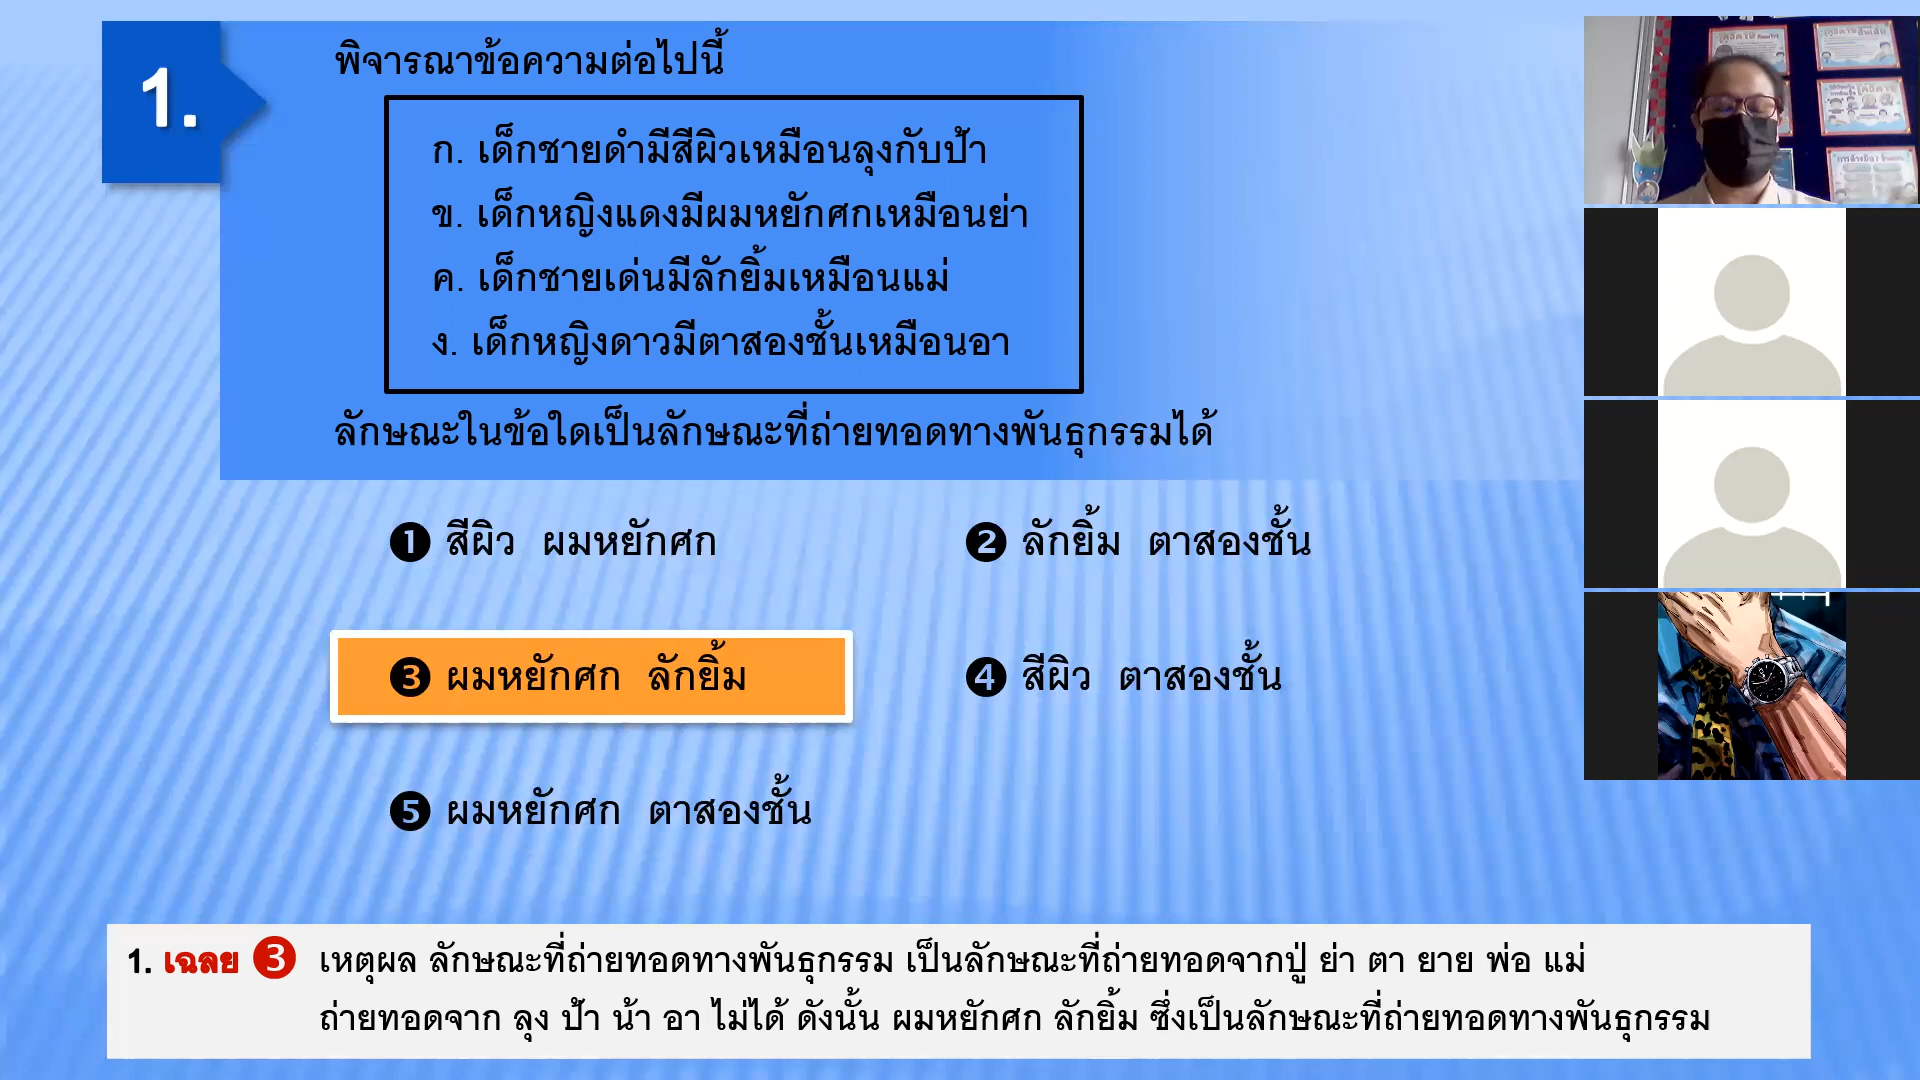 1.
พิจารณาข้อความต่อไปนี้
ก. เด็กชายดำมีสีผิวเหมือนลุงกับป้า
ข. เด็กหญิงแดงมีผมหยักศกเหมือนย่า
ค. เด็กชายเด่นมีลักยิ้มเหมือนแม่
ง. เด็กหญิงดาวมีตาสองชั้นเหมือนอา
ลักษณะในข้อใดเป็นลักษณะที่ถ่ายทอดทางพันธุกรรมได้
❶ สีผิว ผมหยักศก
❷ ลักยิ้ม ตาสองชั้น
❸ ผมหยักศก ลักยิ้ม
❹ สีผิว ตาสองชั้น
❺ ผมหยักศก ตาสองชั้น
1. เฉลย ❸ เหตุผล ลักษณะที่ถ่ายทอดทางพันธุกรรม เป็นลักษณะที่ถ่ายทอดจากปู่ ย่า ตา ยาย พ่อ แม่
ถ่ายทอดจาก ลุง ป้า น้า อา ไม่ได้ ดังนั้น ผมหยักศก ลักยิ้ม ซึ่งเป็นลักษณะที่ถ่ายทอดทางพันธุกรรม